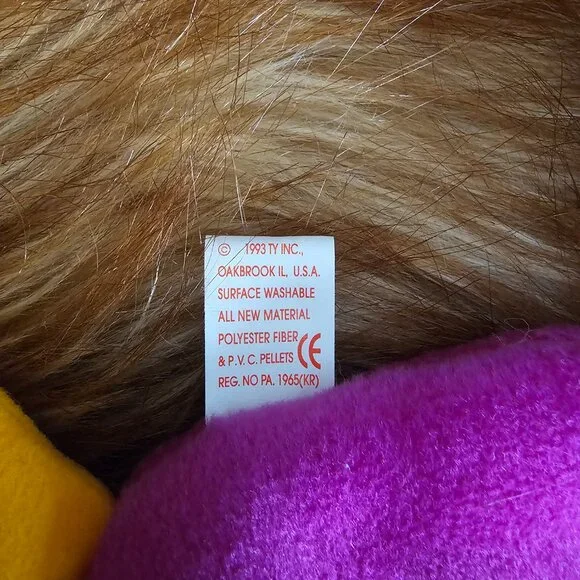 © 1993 TY INC.,
OAKBROOK IL, U.S.A.
SURFACE WASHABLE
ALL NEW MATERIAL
POLYESTER FIBER
& P.V.C. PELLETS CE
REG. NO PA. 1965(KR)